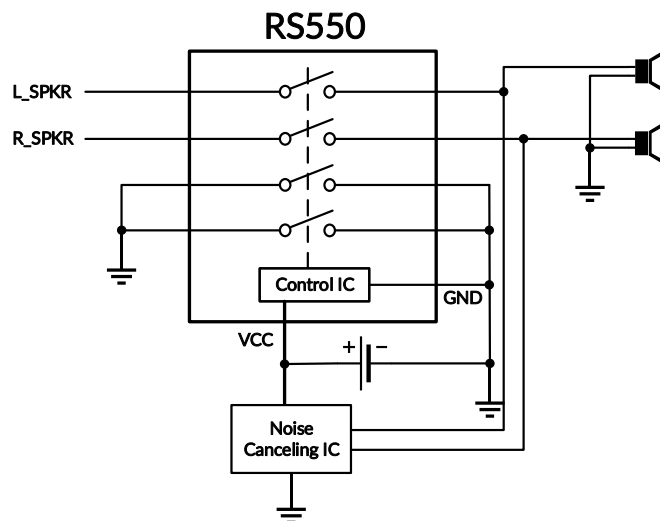 RS550
L_SPKR
R_SPKR
Control IC
GND
VCC
+ −
Noise
Canceling IC